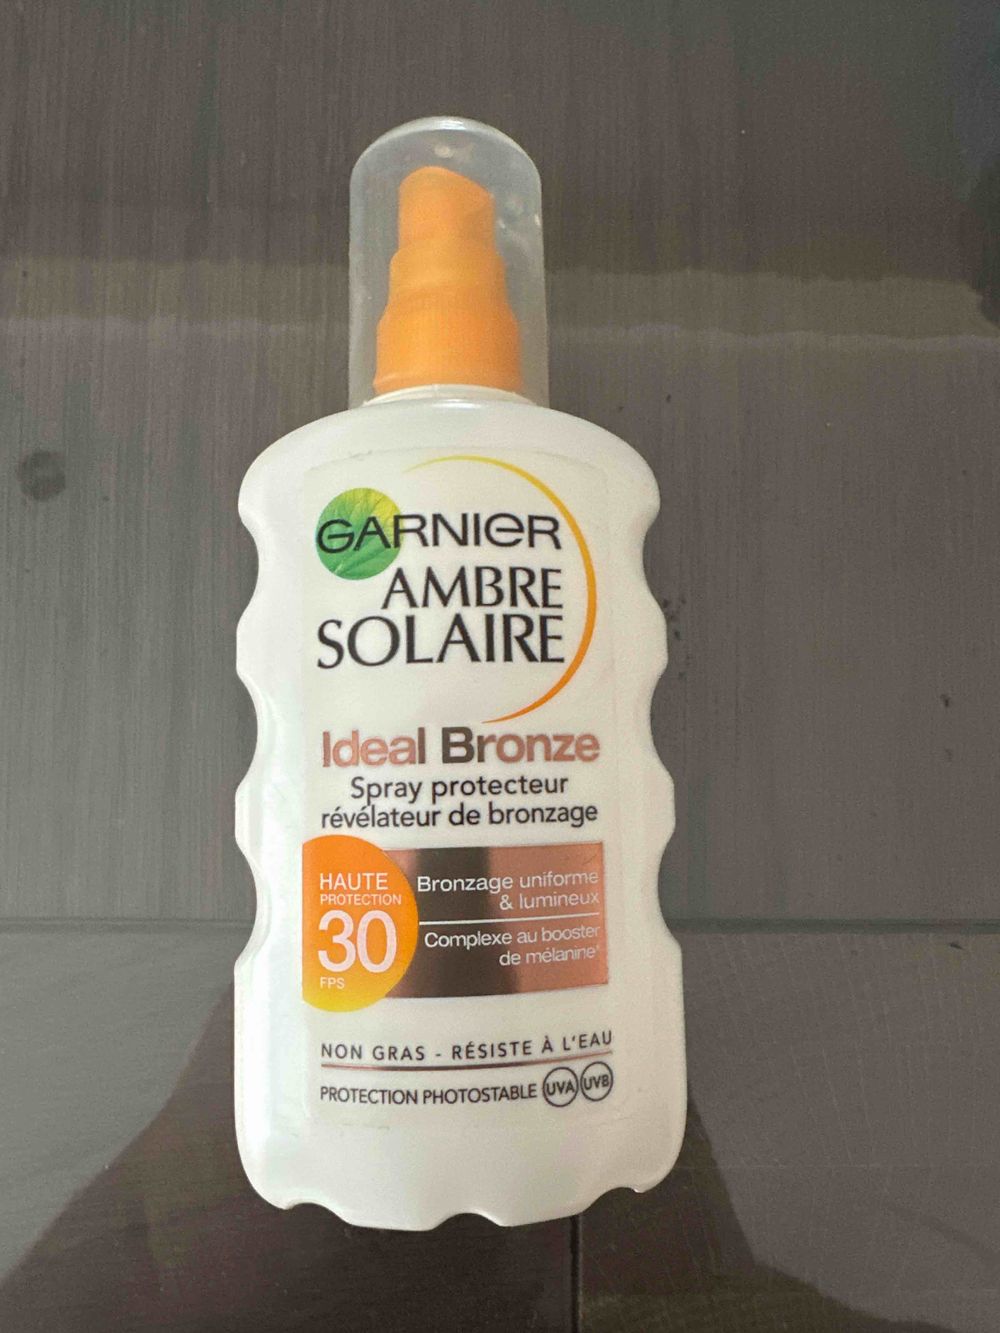 GARNIER
AMBRE
SOLAIRE
Ideal Bronze
Spray protecteur
révélateur de bronzage
HAUTE
PROTECTION
30
FPS
Bronzage uniforme
& lumineux
Complexe au booster
de mélanine*
NON GRAS - RÉSISTE À L'EAU
PROTECTION PHOTOSTABLE UVA UVB